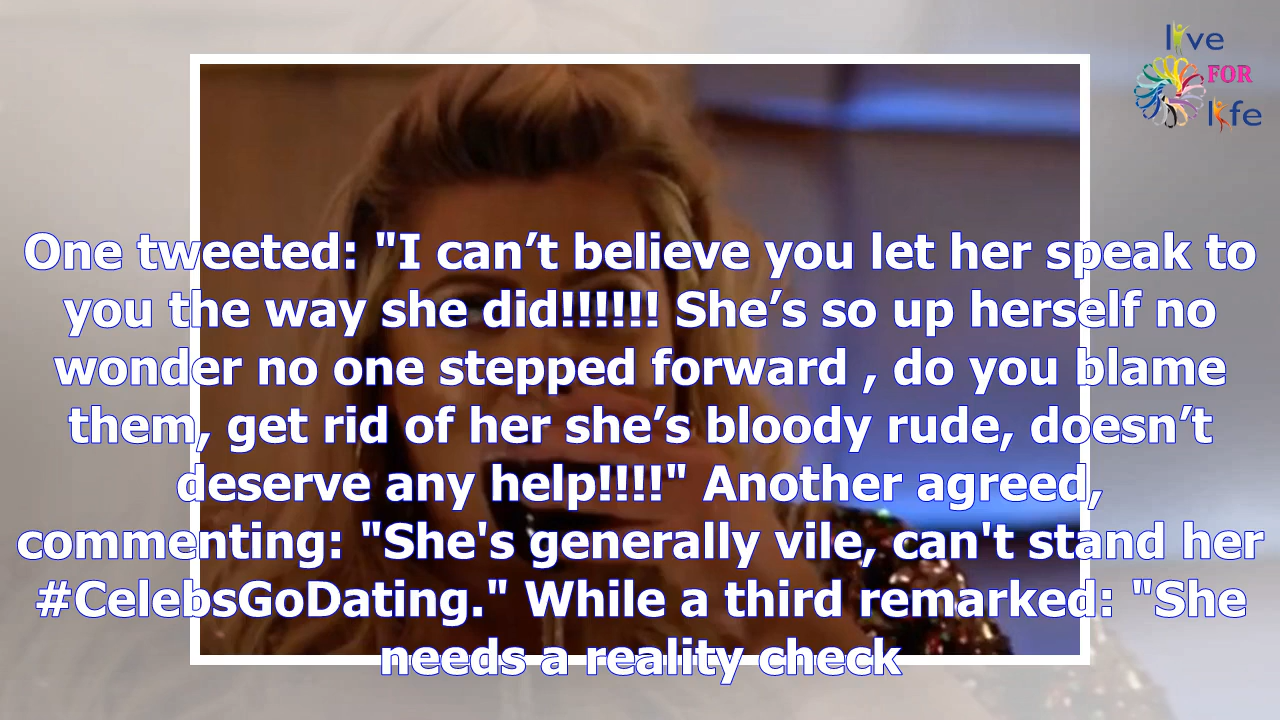 live
FOR
life
One tweeted: "I can’t believe you let her speak to
you the way she did!!!!!! She’s so up herself no
wonder no one stepped forward , do you blame
them, get rid of her she’s bloody rude, doesn’t
deserve any help!!!!" Another agreed,
commenting: "She's generally vile, can't stand her
#CelebsGoDating." While a third remarked: "She
needs a reality check